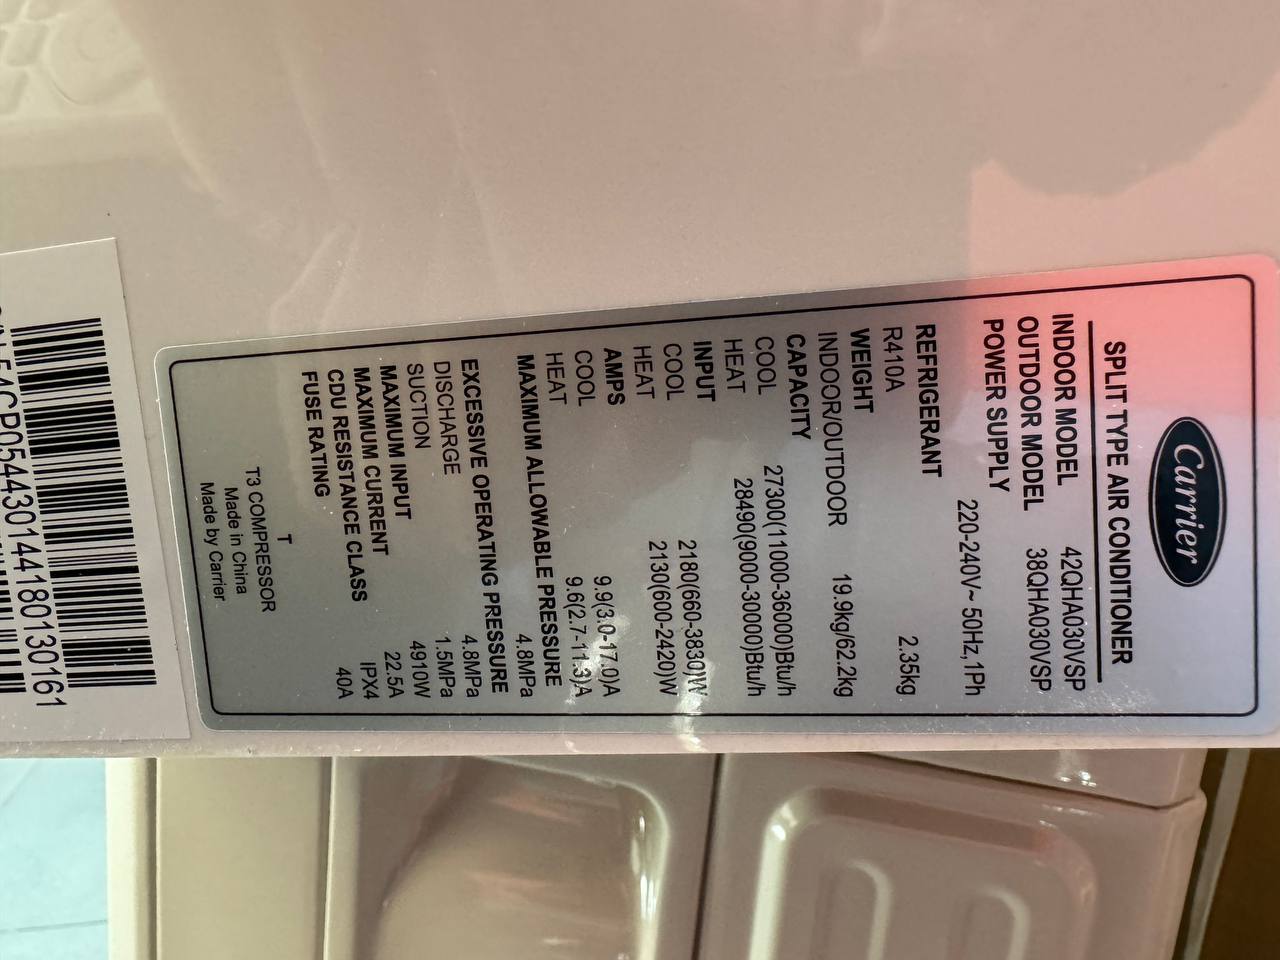 Carrier
SPLIT TYPE AIR CONDITIONER
INDOOR MODEL 42QHA030VSP
OUTDOOR MODEL 38QHA030VSP
POWER SUPPLY
220-240V~ 50Hz,1Ph
REFRIGERANT
R410A 2.35kg
WEIGHT
INDOOR/OUTDOOR 19.9kg/62.2kg
CAPACITY
COOL 27300(11000-36000)Btu/h
HEAT 28490(9000-30000)Btu/h
INPUT
COOL 2180(660-3830)W
HEAT 2130(600-2420)W
AMPS
COOL 9.9(3.0-17.0)A
HEAT 9.6(2.7-11.3)A
MAXIMUM ALLOWABLE PRESSURE
4.8MPa
EXCESSIVE OPERATING PRESSURE
DISCHARGE 4.8MPa
SUCTION 1.5MPa
MAXIMUM INPUT 4910W
MAXIMUM CURRENT 22.5A
CDU RESISTANCE CLASS IPX4
FUSE RATING 40A
T
T3 COMPRESSOR
Made in China
Made by Carrier